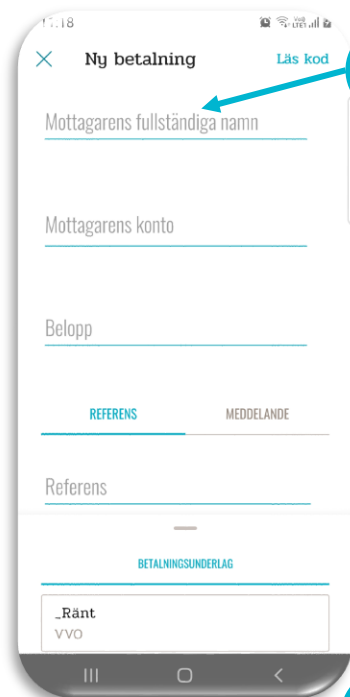 Ny betalning
Läs kod
Mottagarens fullständiga namn
Mottagarens konto
Belopp
REFERENS
MEDDELANDE
Referens
BETALNINGSUNDERLAG
_Ränt
VVO